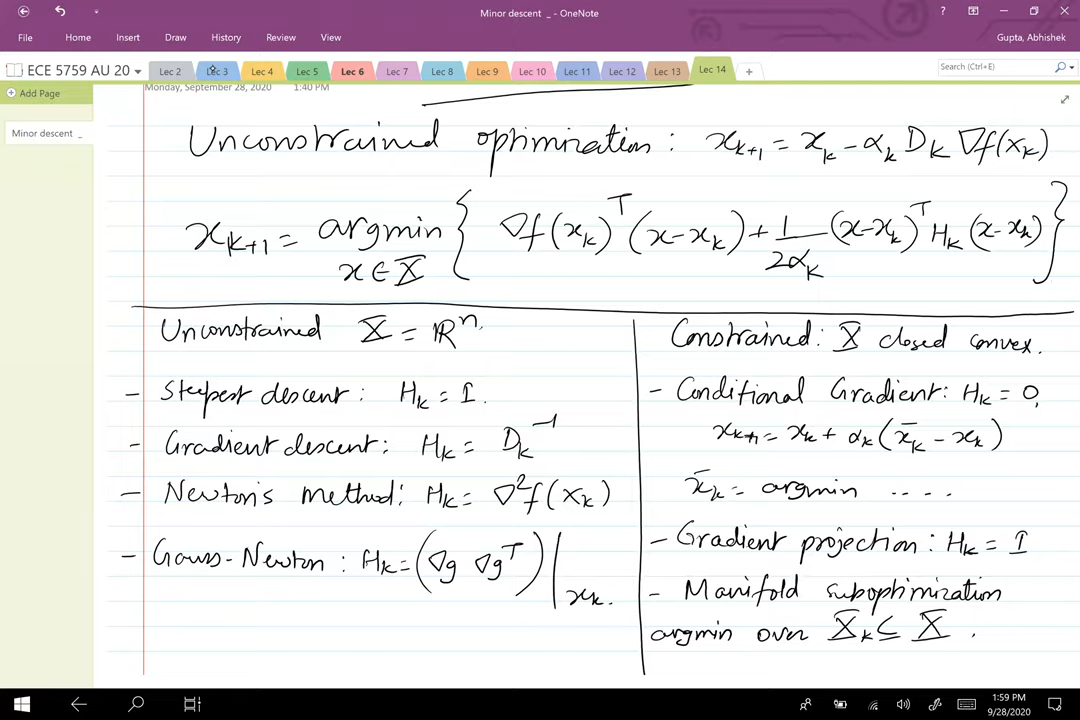 Minor descent _ - OneNote
Gupta, Abhishek
File Home Insert Draw History Review View
ECE 5759 AU 20 Lec 2 Lec 3 Lec 4 Lec 5 Lec 6 Lec 7 Lec 8 Lec 9 Lec 10 Lec 11 Lec 12 Lec 13 Lec 14 + Search (Ctrl+E)
+ Add Page
Monday, September 28, 2020 1:40 PM
Minor descent _
Unconstrained optimization : x_{k+1} = x_k - α_k D_k ∇f(x_k)
x_{k+1} = argmin_{x∈X} { ∇f(x_k)^T (x-x_k) + 1/(2α_k) (x-x_k)^T H_k (x-x_k) }
Unconstrained X = ℝ^n.
- Steepest descent : H_k = I.
- Gradient descent : H_k = D_k^{-1}
- Newton's method : H_k = ∇²f(x_k)
- Gauss-Newton : H_k = (∇g ∇g^T) |_{x_k}.
Constrained : X closed convex.
- Conditional Gradient : H_k = 0,
x_{k+1} = x_k + α_k (x̄_k - x_k)
x̄_k = argmin .....
- Gradient projection : H_k = I
- Manifold suboptimization
argmin over X_k ⊆ X .
1:59 PM
9/28/2020